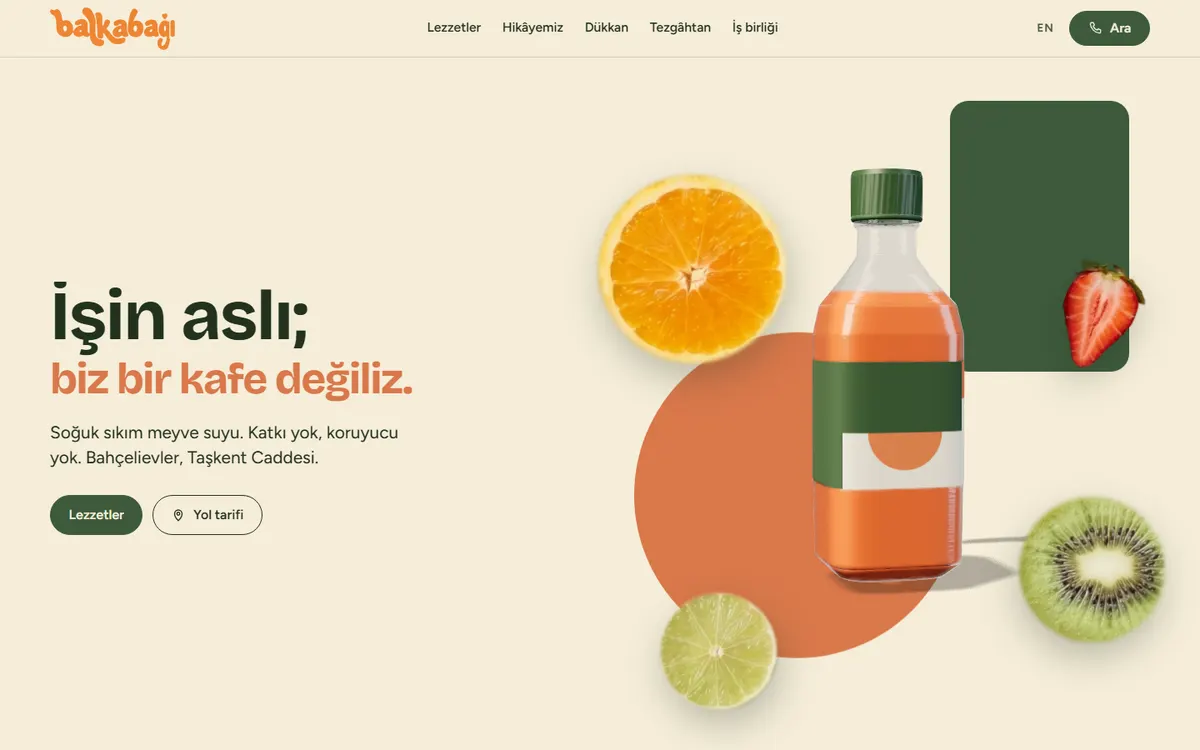 balkabağı
Lezzetler Hikâyemiz Dükkan Tezgâhtan İş birliği
EN Ara
İşin aslı;
biz bir kafe değiliz.
Soğuk sıkım meyve suyu. Katkı yok, koruyucu
yok. Bahçelievler, Taşkent Caddesi.
Lezzetler Yol tarifi